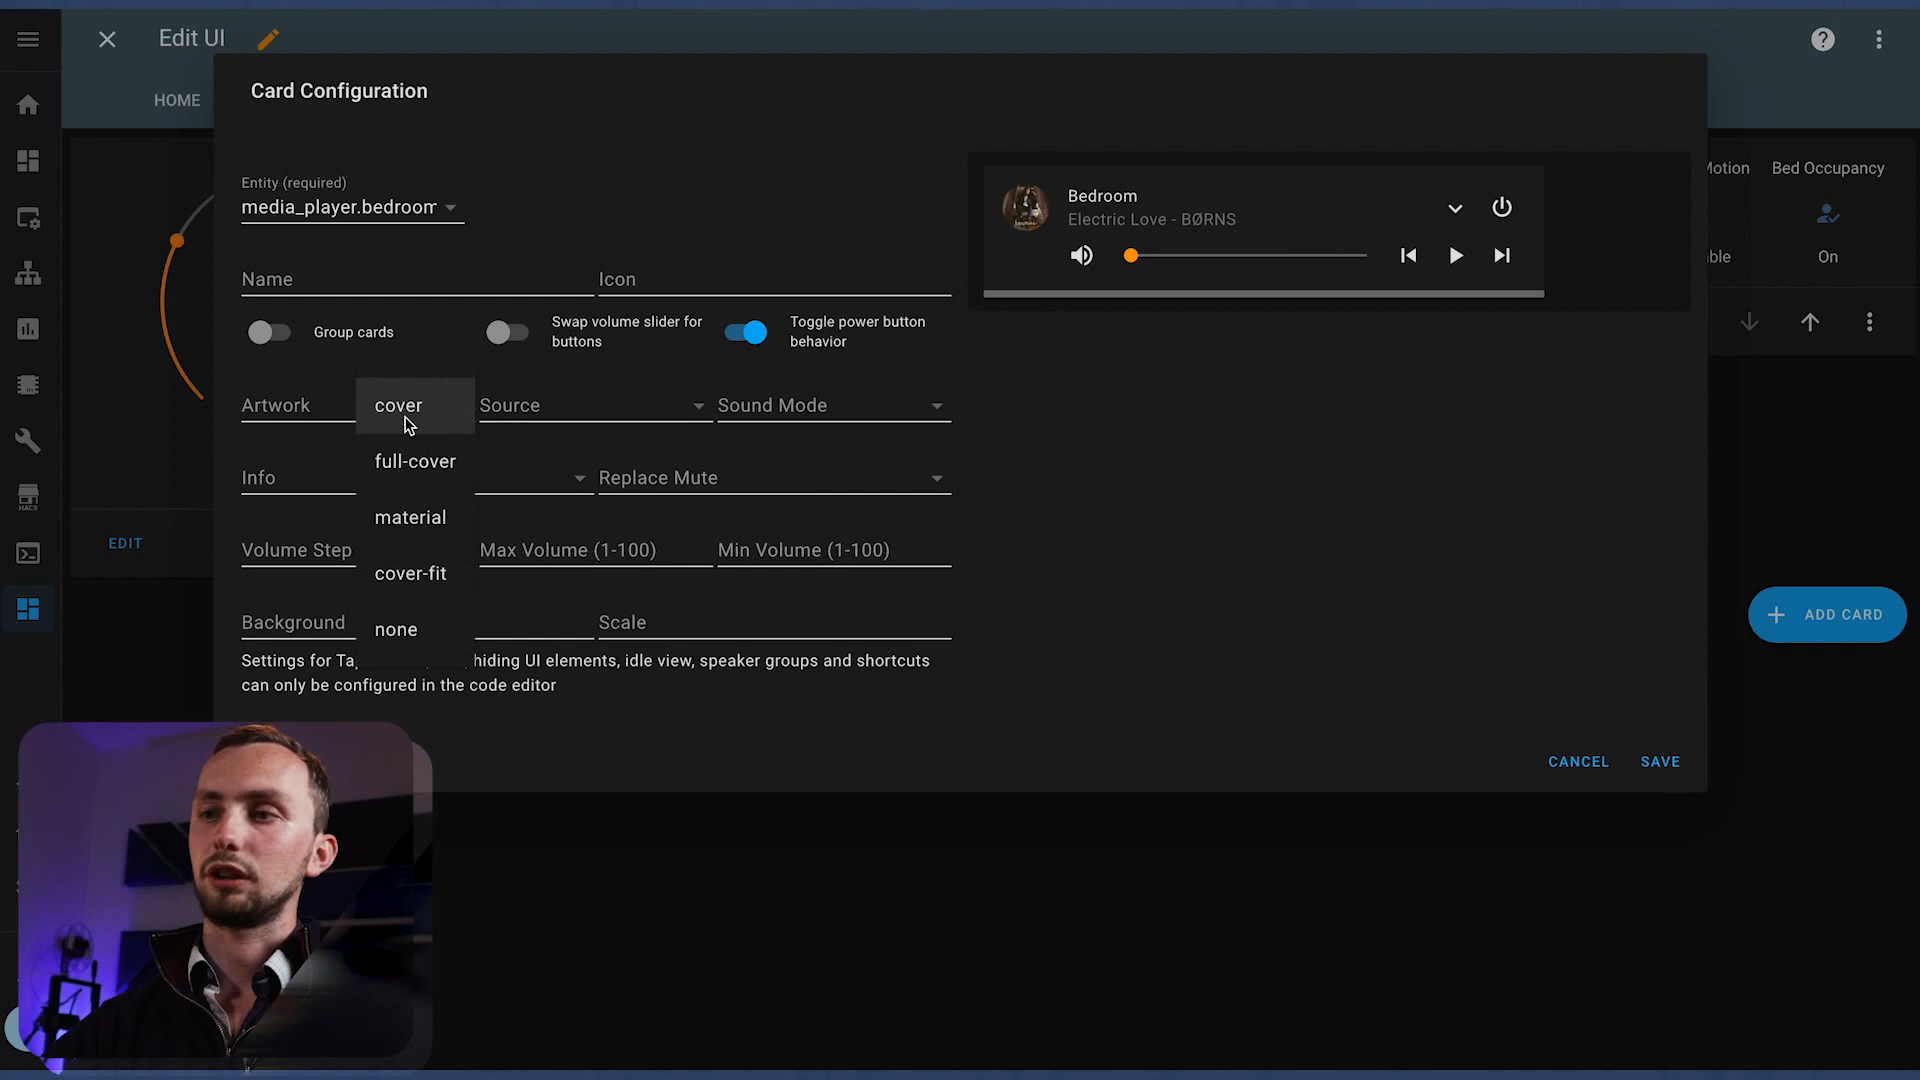 Edit UI
HOME
Card Configuration
Entity (required)
media_player.bedroom
Name
Icon
Group cards
Swap volume slider for
buttons
Toggle power button
behavior
Artwork
cover
Source
Sound Mode
full-cover
Info
Replace Mute
material
Volume Step
Max Volume (1-100)
Min Volume (1-100)
cover-fit
Background
none
Scale
Settings for Ta
hiding UI elements, idle view, speaker groups and shortcuts
can only be configured in the code editor
Bedroom
Electric Love - BØRNS
CANCEL
SAVE
Motion
Bed Occupancy
On
ADD CARD
EDIT
HACS